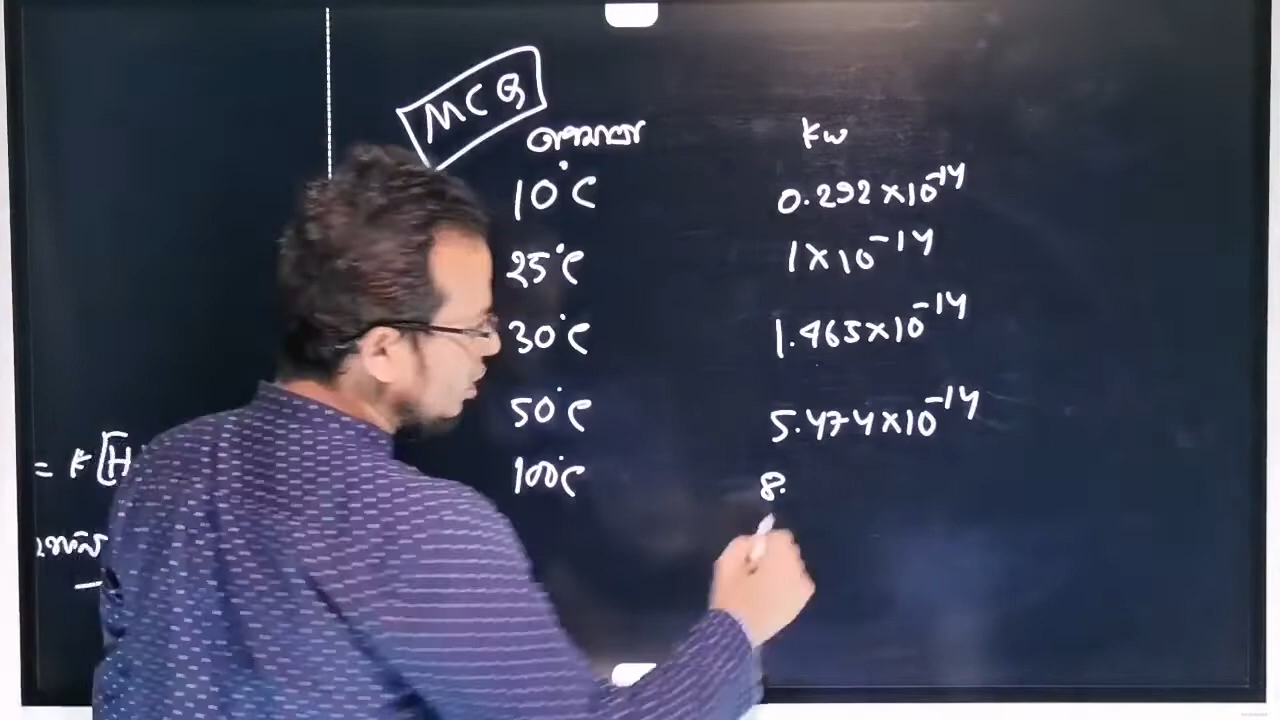 MCQ
তাপমাত্রা Kw
10°C 0.292×10⁻¹⁴
25°C 1×10⁻¹⁴
30°C 1.465×10⁻¹⁴
50°C 5.474×10⁻¹⁴
100°C 8.
= K[H